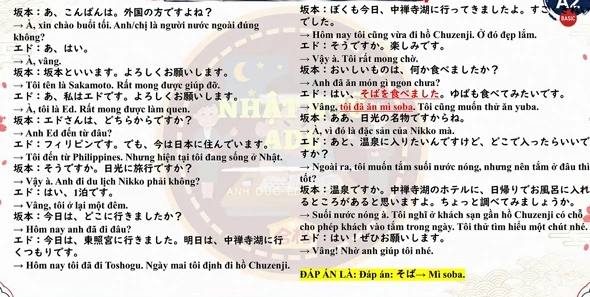 坂本：あ、こんばんは。外国の方ですよね？
→ À, xin chào buổi tối. Anh/chị là người nước ngoài đúng
không?
エド：あ、はい。
→ À, vâng.
坂本：坂本といいます。よろしくお願いします。
→ Tôi tên là Sakamoto. Rất mong được giúp đỡ.
エド：あ、私はエドです。よろしくお願いします。
→ À, tôi là Ed. Rất mong được làm quen.
坂本：エドさんは、どちらからですか？
→ Anh Ed đến từ đâu?
エド：フィリピンです。でも、今は日本に住んでいます。
→ Tôi đến từ Philippines. Nhưng hiện tại tôi đang sống ở Nhật.
坂本：そうですか。日光に旅行ですか？
→ Vậy à. Anh đi du lịch Nikko phải không?
エド：はい、1泊です。
→ Vâng, tôi ở lại một đêm.
坂本：今日は、どこに行きましたか？
→ Hôm nay anh đã đi đâu?
エド：今日は、東照宮に行きました。明日は、中禅寺湖に行
くつもりです。
→ Hôm nay tôi đã đi Toshogu. Ngày mai tôi định đi hồ Chuzenji.
坂本：ぼくも今日、中禅寺湖に行ってきましたよ。すご
でした。
→ Hôm nay tôi cũng vừa đi hồ Chuzenji. Ở đó đẹp lắm.
エド：そうですか。楽しみです。
→ Vậy à. Tôi rất mong chờ.
坂本：おいしいものは、何か食べましたか？
→ Anh đã ăn món gì ngon chưa?
エド：はい、そばを食べました。ゆばも食べてみたいです。
→ Vâng, tôi đã ăn mì soba. Tôi cũng muốn thử ăn yuba.
坂本：ああ、日光の名物ですからね。
→ À, vì đó là đặc sản của Nikko mà.
エド：あと、温泉に入りたいんですけど、どこで入ったらいいで
すか？
→ Ngoài ra, tôi muốn tắm suối nước nóng, nhưng nên tắm ở đâu thì
tốt?
坂本：温泉ですか。中禅寺湖のホテルに、日帰りでお風呂に入れ
るところがあると思いますよ。ちょっと調べてみましょうか。
→ Suối nước nóng à. Tôi nghĩ ở khách sạn gần hồ Chuzenji có chỗ
cho phép khách vào tắm trong ngày. Tôi thử tìm hiểu một chút nhé.
エド：はい！ぜひお願いします。
→ Vâng! Nhờ anh giúp tôi nhé.
ĐÁP ÁN LÀ: Đáp án: そば→ Mì soba.
A2
BASIC